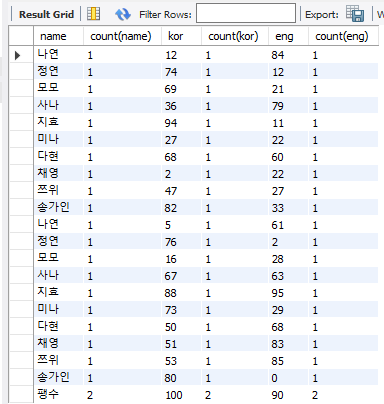 Result Grid Filter Rows: Export: W
name count(name) kor count(kor) eng count(eng)
나연 1 12 1 84 1
정연 1 74 1 12 1
모모 1 69 1 21 1
사나 1 36 1 79 1
지효 1 94 1 11 1
미나 1 27 1 22 1
다현 1 68 1 60 1
채영 1 2 1 22 1
쯔위 1 47 1 27 1
송가인 1 82 1 33 1
나연 1 5 1 61 1
정연 1 76 1 2 1
모모 1 16 1 28 1
사나 1 67 1 63 1
지효 1 88 1 95 1
미나 1 73 1 29 1
다현 1 50 1 68 1
채영 1 51 1 83 1
쯔위 1 53 1 85 1
송가인 1 80 1 0 1
팽수 2 100 2 90 2